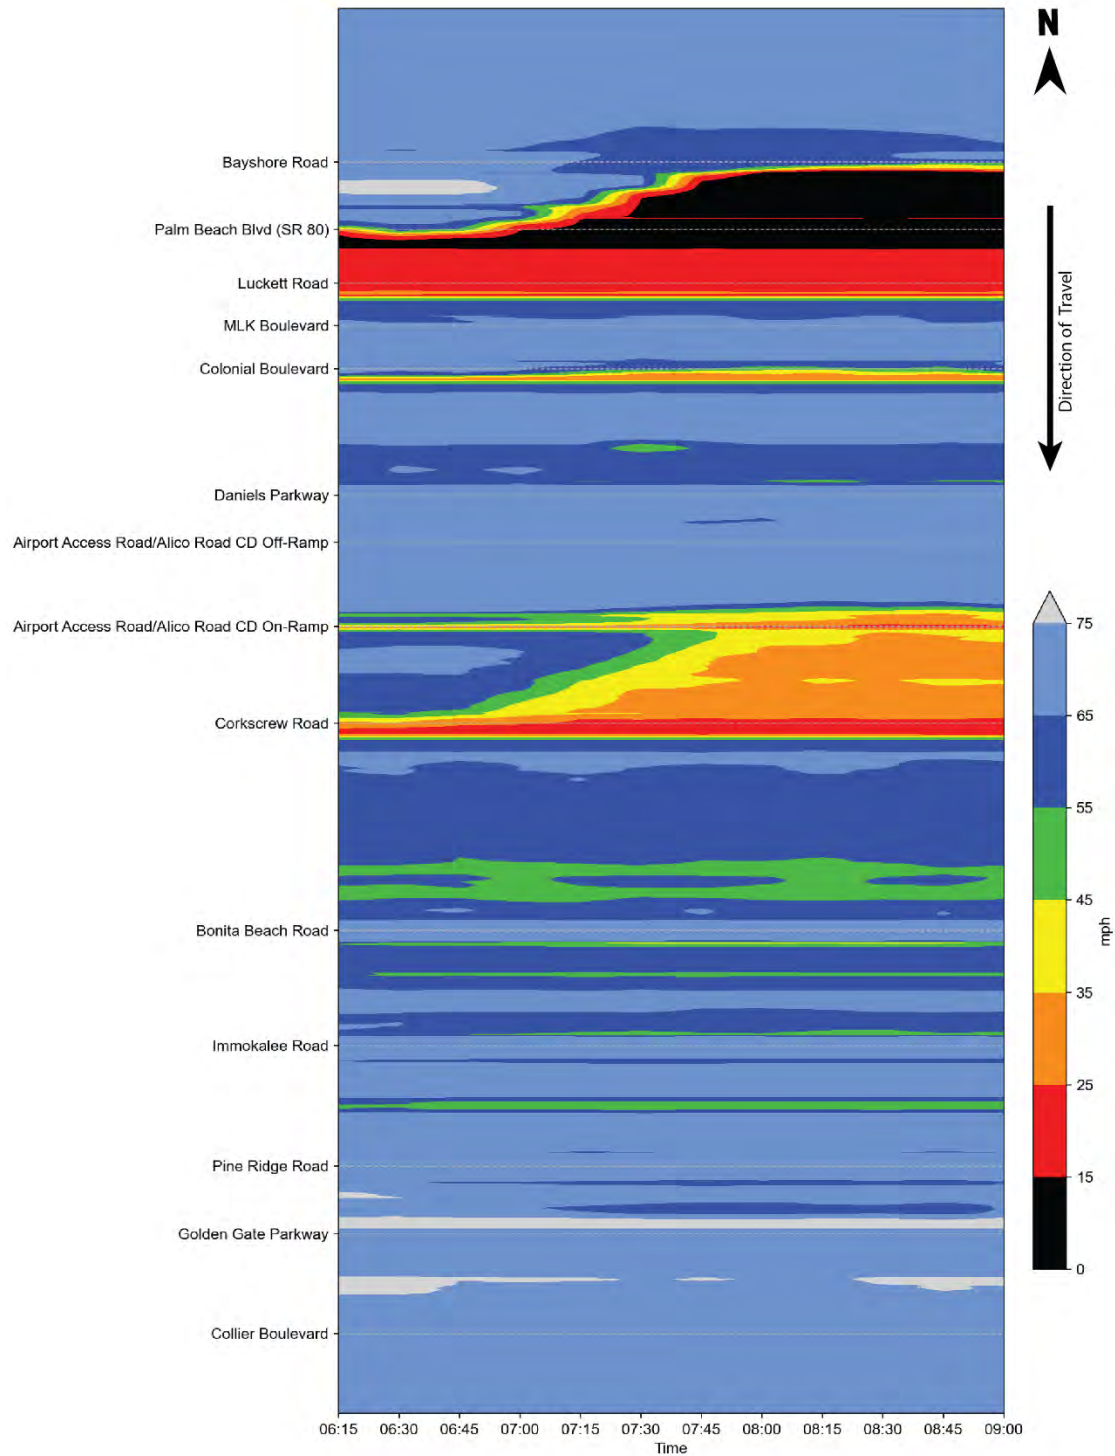 N
Bayshore Road
Palm Beach Blvd (SR 80)
Luckett Road
MLK Boulevard
Colonial Boulevard
Direction of Travel
Daniels Parkway
Airport Access Road/Alico Road CD Off-Ramp
Airport Access Road/Alico Road CD On-Ramp
Corkscrew Road
Bonita Beach Road
Immokalee Road
Pine Ridge Road
Golden Gate Parkway
Collier Boulevard
75
65
55
45
35
25
15
0
mph
06:15 06:30 06:45 07:00 07:15 07:30 07:45 08:00 08:15 08:30 08:45 09:00
Time